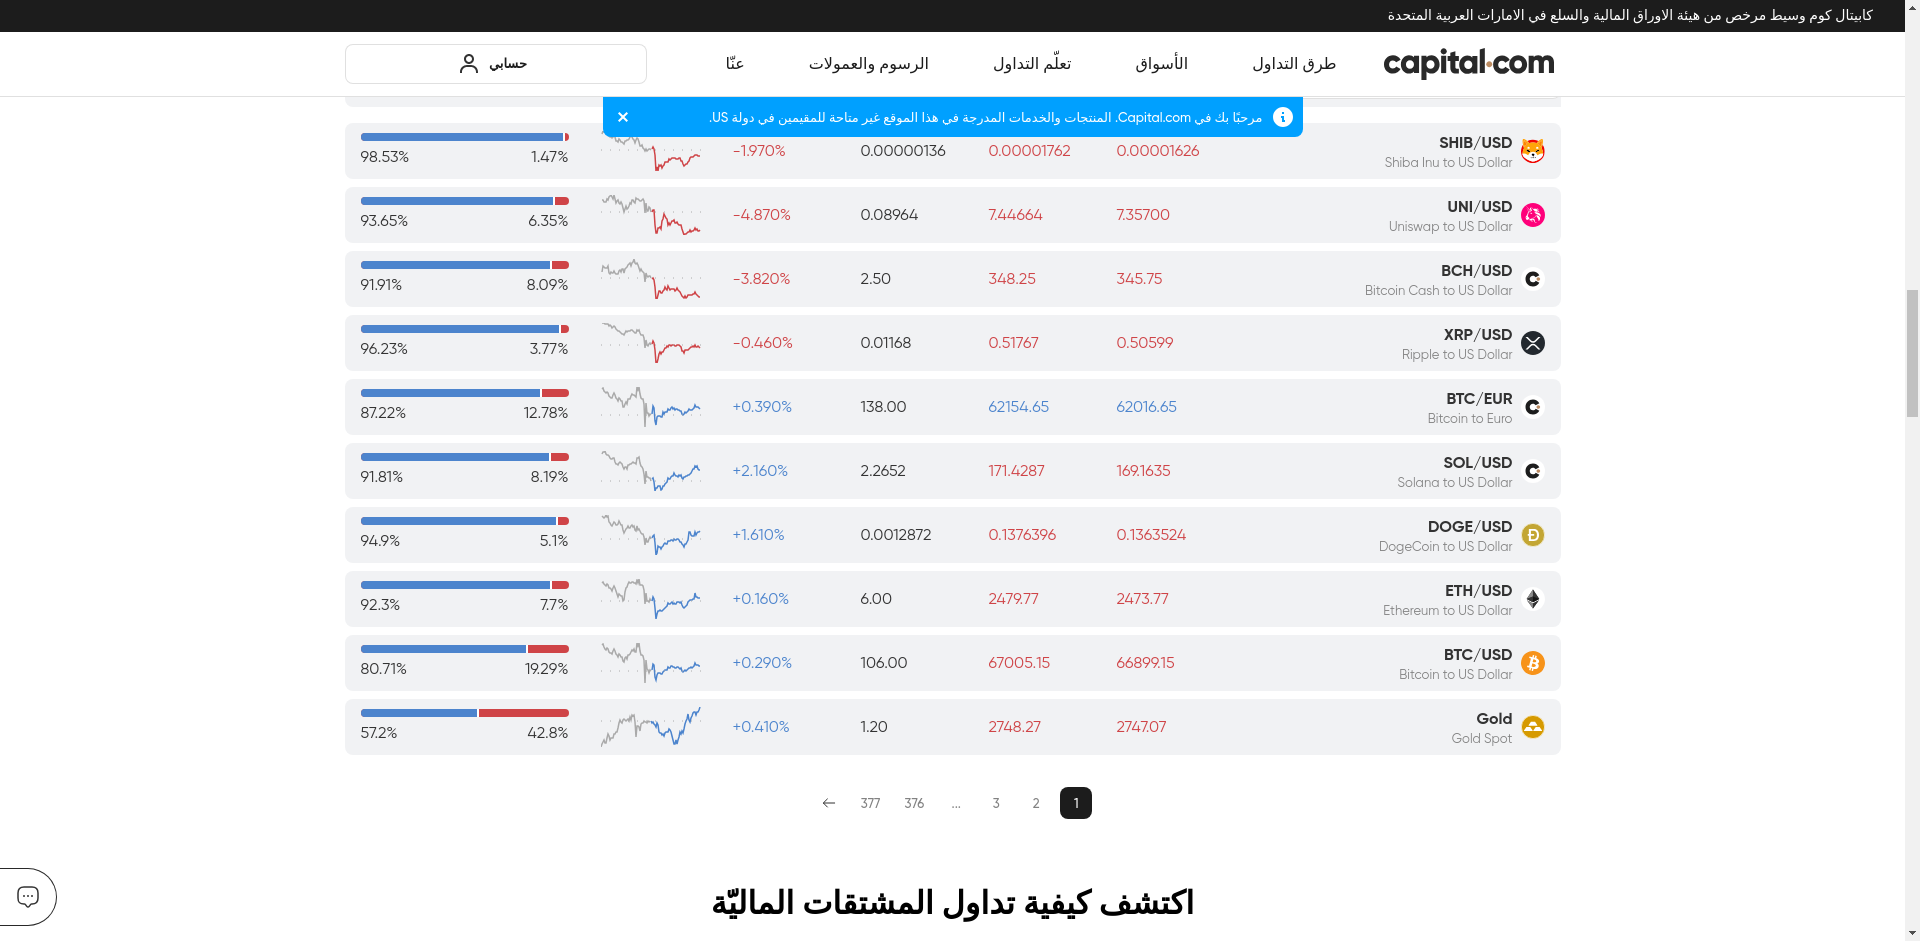 كابيتال كوم وسيط مرخص من هيئة الاوراق المالية والسلع في الامارات العربية المتحدة
capital.com
طرق التداول
الأسواق
تعلّم التداول
الرسوم والعمولات
عنّا
حسابي
مرحبًا بك في Capital.com. المنتجات والخدمات المدرجة في هذا الموقع غير متاحة للمقيمين في دولة US.
SHIB/USD
Shiba Inu to US Dollar
0.00001626
0.00001762
0.00000136
-1.970%
1.47%
98.53%
UNI/USD
Uniswap to US Dollar
7.35700
7.44664
0.08964
-4.870%
6.35%
93.65%
BCH/USD
Bitcoin Cash to US Dollar
345.75
348.25
2.50
-3.820%
8.09%
91.91%
XRP/USD
Ripple to US Dollar
0.50599
0.51767
0.01168
-0.460%
3.77%
96.23%
BTC/EUR
Bitcoin to Euro
62016.65
62154.65
138.00
+0.390%
12.78%
87.22%
SOL/USD
Solana to US Dollar
169.1635
171.4287
2.2652
+2.160%
8.19%
91.81%
DOGE/USD
DogeCoin to US Dollar
0.1363524
0.1376396
0.0012872
+1.610%
5.1%
94.9%
ETH/USD
Ethereum to US Dollar
2473.77
2479.77
6.00
+0.160%
7.7%
92.3%
BTC/USD
Bitcoin to US Dollar
66899.15
67005.15
106.00
+0.290%
19.29%
80.71%
Gold
Gold Spot
2747.07
2748.27
1.20
+0.410%
42.8%
57.2%
1
2
3
...
376
377
اكتشف كيفية تداول المشتقات الماليّة